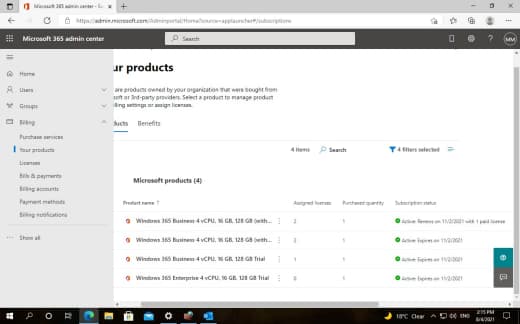 Microsoft 365 admin center - Su
https://admin.microsoft.com/Adminportal/Home?source=applauncher#/subscriptions
Microsoft 365 admin center
Search
MM
Home
Users
Groups
Billing
Purchase services
Your products
Licenses
Bills & payments
Billing accounts
Payment methods
Billing notifications
Show all
ur products
are products owned by your organization that were bought from
soft or 3rd-party providers. Select a product to manage product
illing settings or assign licenses.
ducts Benefits
4 items Search 4 filters selected
Microsoft products (4)
Product name ↑ Assigned licenses Purchased quantity Subscription status
Windows 365 Business 4 vCPU, 16 GB, 128 GB (with... 2 1 Active Renews on 11/2/2021 with 1 paid license
Windows 365 Business 4 vCPU, 16 GB, 128 GB (with... 1 Active Expires on 11/2/2021
Windows 365 Business 4 vCPU, 16 GB, 128 GB Trial 1 1 Active Expires on 11/2/2021
Windows 365 Enterprise 4 vCPU, 16 GB, 128 GB Trial 0 1 Active Expires on 11/2/2021
18°C Clear ENG 2:15 PM
8/4/2021